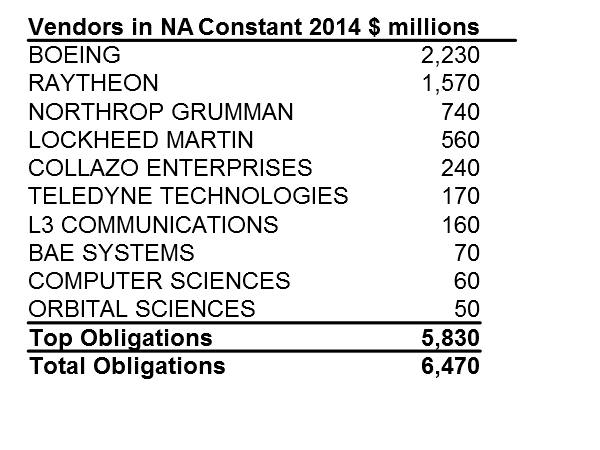 Vendors in NA Constant 2014 $ millions
BOEING 2,230
RAYTHEON 1,570
NORTHROP GRUMMAN 740
LOCKHEED MARTIN 560
COLLAZO ENTERPRISES 240
TELEDYNE TECHNOLOGIES 170
L3 COMMUNICATIONS 160
BAE SYSTEMS 70
COMPUTER SCIENCES 60
ORBITAL SCIENCES 50
Top Obligations 5,830
Total Obligations 6,470